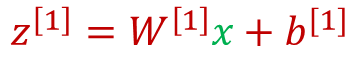 z^{[1]} = W^{[1]}x + b^{[1]}